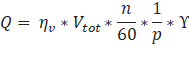 Q = η_v * V_tot * n/60 * 1/p * Υ